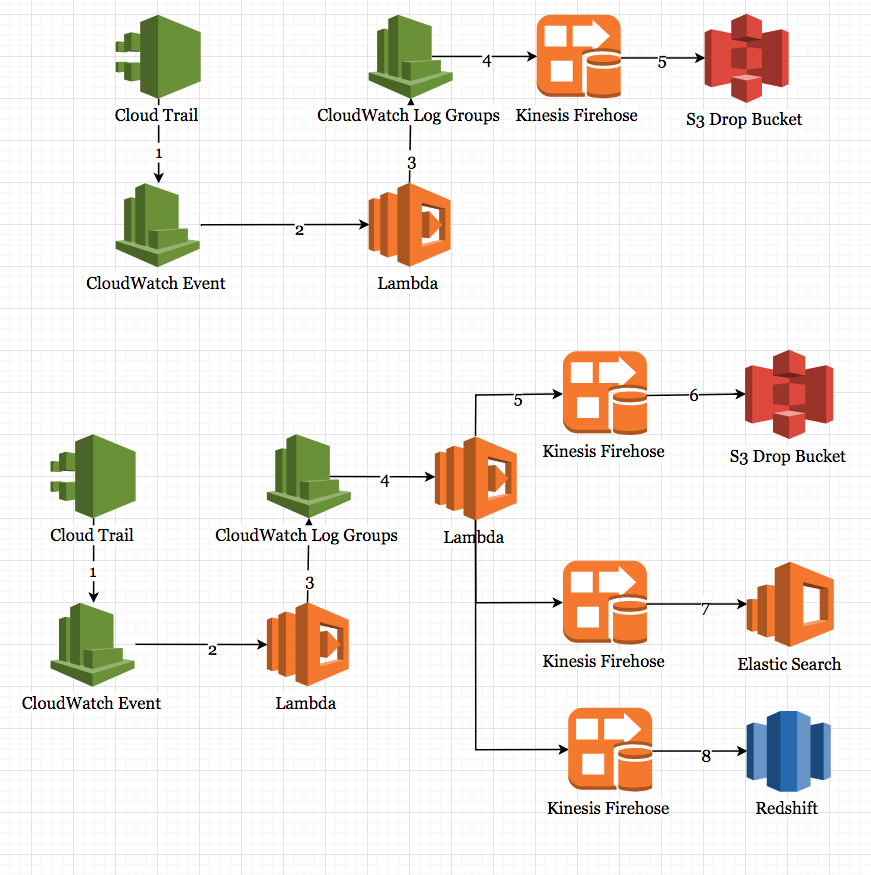 4
5
Cloud Trail
CloudWatch Log Groups
Kinesis Firehose
S3 Drop Bucket
1
3
2
CloudWatch Event
Lambda
5
6
Kinesis Firehose
S3 Drop Bucket
4
Cloud Trail
CloudWatch Log Groups
Lambda
1
3
7
2
Kinesis Firehose
Elastic Search
CloudWatch Event
Lambda
8
Kinesis Firehose
Redshift